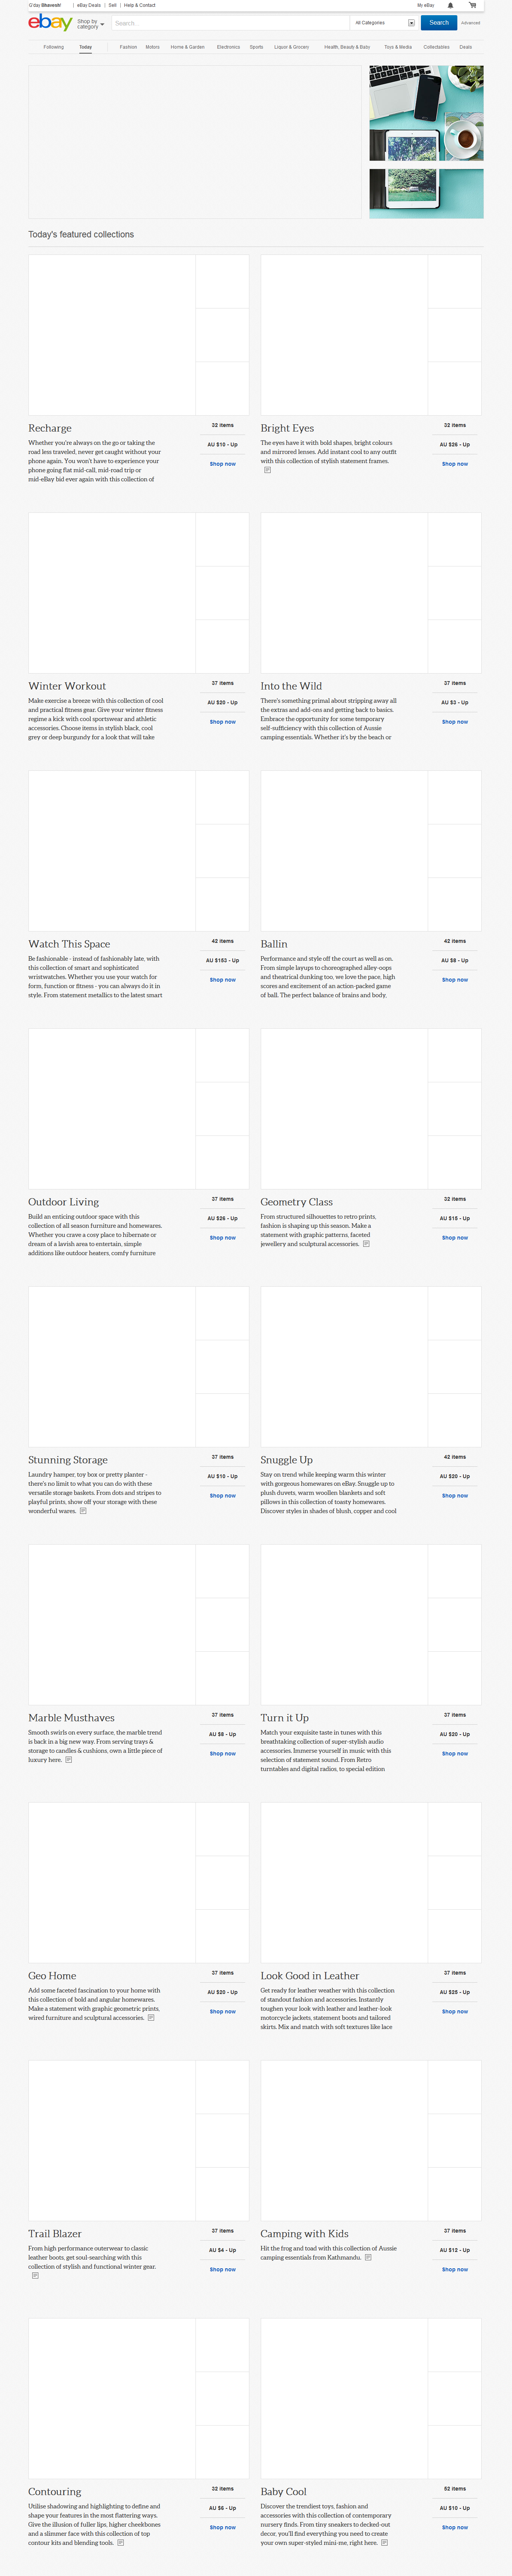 G'day Bhavesh! | eBay Deals | Sell | Help & Contact My eBay
ebay Shop by category Search... All Categories Search Advanced
Following Today Fashion Motors Home & Garden Electronics Sports Liquor & Grocery Health, Beauty & Baby Toys & Media Collectables Deals
Today's featured collections
Recharge
32 items
AU $10 - Up
Shop now
Whether you're always on the go or taking the
road less traveled, never get caught without your
phone again. You won't have to experience your
phone going flat mid-call, mid-road trip or
mid-eBay bid ever again with this collection of
Bright Eyes
32 items
AU $26 - Up
Shop now
The eyes have it with bold shapes, bright colours
and mirrored lenses. Add instant cool to any outfit
with this collection of stylish statement frames.
Winter Workout
37 items
AU $20 - Up
Shop now
Make exercise a breeze with this collection of cool
and practical fitness gear. Give your winter fitness
regime a kick with cool sportswear and athletic
accessories. Choose items in stylish black, cool
grey or deep burgundy for a look that will take
Into the Wild
37 items
AU $3 - Up
Shop now
There's something primal about stripping away all
the extras and add-ons and getting back to basics.
Embrace the opportunity for some temporary
self-sufficiency with this collection of Aussie
camping essentials. Whether it's by the beach or
Watch This Space
42 items
AU $153 - Up
Shop now
Be fashionable - instead of fashionably late, with
this collection of smart and sophisticated
wristwatches. Whether you use your watch for
form, function or fitness - you can always do it in
style. From statement metallics to the latest smart
Ballin
42 items
AU $8 - Up
Shop now
Performance and style off the court as well as on.
From simple layups to choreographed alley-oops
and theatrical dunking too, we love the pace, high
scores and excitement of an action-packed game
of ball. The perfect balance of brains and body,
Outdoor Living
37 items
AU $26 - Up
Shop now
Build an enticing outdoor space with this
collection of all season furniture and homewares.
Whether you crave a cosy place to hibernate or
dream of a lavish area to entertain, simple
additions like outdoor heaters, comfy furniture
Geometry Class
32 items
AU $15 - Up
Shop now
From structured silhouettes to retro prints,
fashion is shaping up this season. Make a
statement with graphic patterns, faceted
jewellery and sculptural accessories.
Stunning Storage
37 items
AU $10 - Up
Shop now
Laundry hamper, toy box or pretty planter -
there's no limit to what you can do with these
versatile storage baskets. From dots and stripes to
playful prints, show off your storage with these
wonderful wares.
Snuggle Up
42 items
AU $20 - Up
Shop now
Stay on trend while keeping warm this winter
with gorgeous homewares on eBay. Snuggle up to
plush duvets, warm woollen blankets and soft
pillows in this collection of toasty homewares.
Discover styles in shades of blush, copper and cool
Marble Musthaves
37 items
AU $8 - Up
Shop now
Smooth swirls on every surface, the marble trend
is back in a big new way. From serving trays &
storage to candles & cushions, own a little piece of
luxury here.
Turn it Up
37 items
AU $20 - Up
Shop now
Match your exquisite taste in tunes with this
breathtaking collection of super-stylish audio
accessories. Immerse yourself in music with this
selection of statement sound. From Retro
turntables and digital radios, to special edition
Geo Home
37 items
AU $20 - Up
Shop now
Add some faceted fascination to your home with
this collection of bold and angular homewares.
Make a statement with graphic geometric prints,
wired furniture and sculptural accessories.
Look Good in Leather
37 items
AU $25 - Up
Shop now
Get ready for leather weather with this collection
of standout fashion and accessories. Instantly
toughen your look with leather and leather-look
motorcycle jackets, statement boots and tailored
skirts. Mix and match with soft textures like lace
Trail Blazer
37 items
AU $4 - Up
Shop now
From high performance outerwear to classic
leather boots, get soul-searching with this
collection of stylish and functional winter gear.
Camping with Kids
37 items
AU $12 - Up
Shop now
Hit the frog and toad with this collection of Aussie
camping essentials from Kathmandu.
Contouring
32 items
AU $6 - Up
Shop now
Utilise shadowing and highlighting to define and
shape your features in the most flattering ways.
Give the illusion of fuller lips, higher cheekbones
and a slimmer face with this collection of top
contour kits and blending tools.
Baby Cool
52 items
AU $10 - Up
Shop now
Discover the trendiest toys, fashion and
accessories with this collection of contemporary
nursery finds. From tiny sneakers to decked-out
decor, you'll find everything you need to create
your own super-styled mini-me, right here.